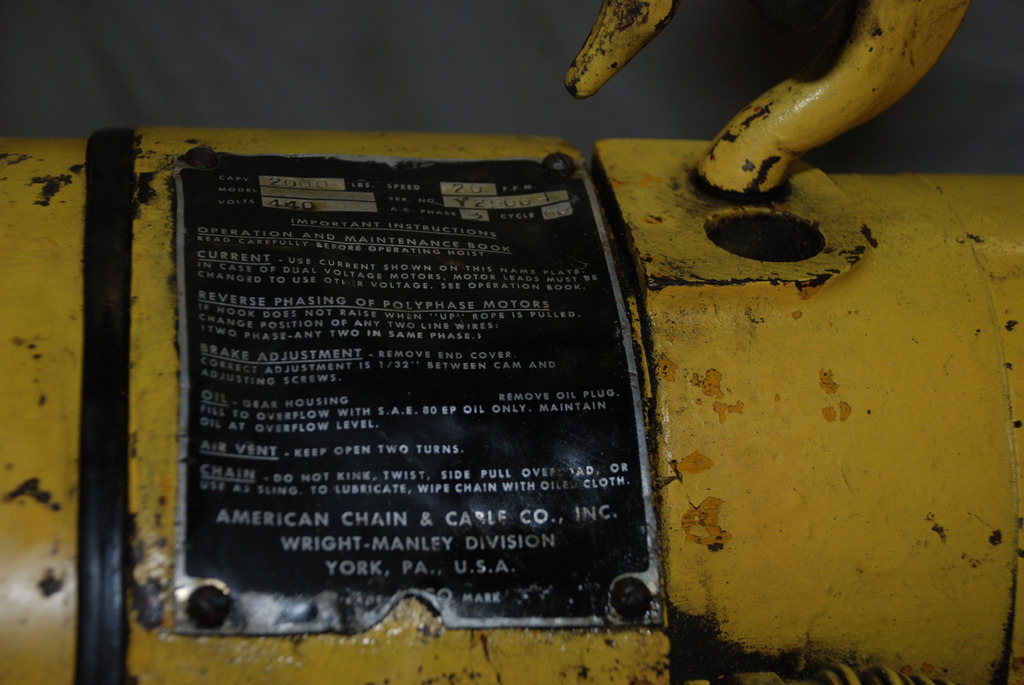 CAPY. 2000 LBS. SPEED 20 F.P.M.
MODEL SER. NO.
VOLTS 440 A.C. PHASE 3 CYCLE 60
IMPORTANT INSTRUCTIONS
OPERATION AND MAINTENANCE BOOK
READ CAREFULLY BEFORE OPERATING HOIST.
CURRENT - USE CURRENT SHOWN ON THIS NAME PLATE.
IN CASE OF DUAL VOLTAGE MOTORS, MOTOR LEADS MUST BE
CHANGED TO USE OTHER VOLTAGE. SEE OPERATION BOOK.
REVERSE PHASING OF POLYPHASE MOTORS
IF HOOK DOES NOT RAISE WHEN "UP" ROPE IS PULLED.
CHANGE POSITION OF ANY TWO LINE WIRES:
(TWO PHASE-ANY TWO IN SAME PHASE.)
BRAKE ADJUSTMENT - REMOVE END COVER.
CORRECT ADJUSTMENT IS 1/32" BETWEEN CAM AND
ADJUSTING SCREWS.
OIL - GEAR HOUSING REMOVE OIL PLUG.
FILL TO OVERFLOW WITH S.A.E. 80 EP OIL ONLY. MAINTAIN
OIL AT OVERFLOW LEVEL.
AIR VENT - KEEP OPEN TWO TURNS.
CHAIN - DO NOT KINK, TWIST, SIDE PULL OVERLOAD, OR
USE AS SLING. TO LUBRICATE, WIPE CHAIN WITH OILED CLOTH.
AMERICAN CHAIN & CABLE CO., INC.
WRIGHT-MANLEY DIVISION
YORK, PA., U.S.A.
MARK